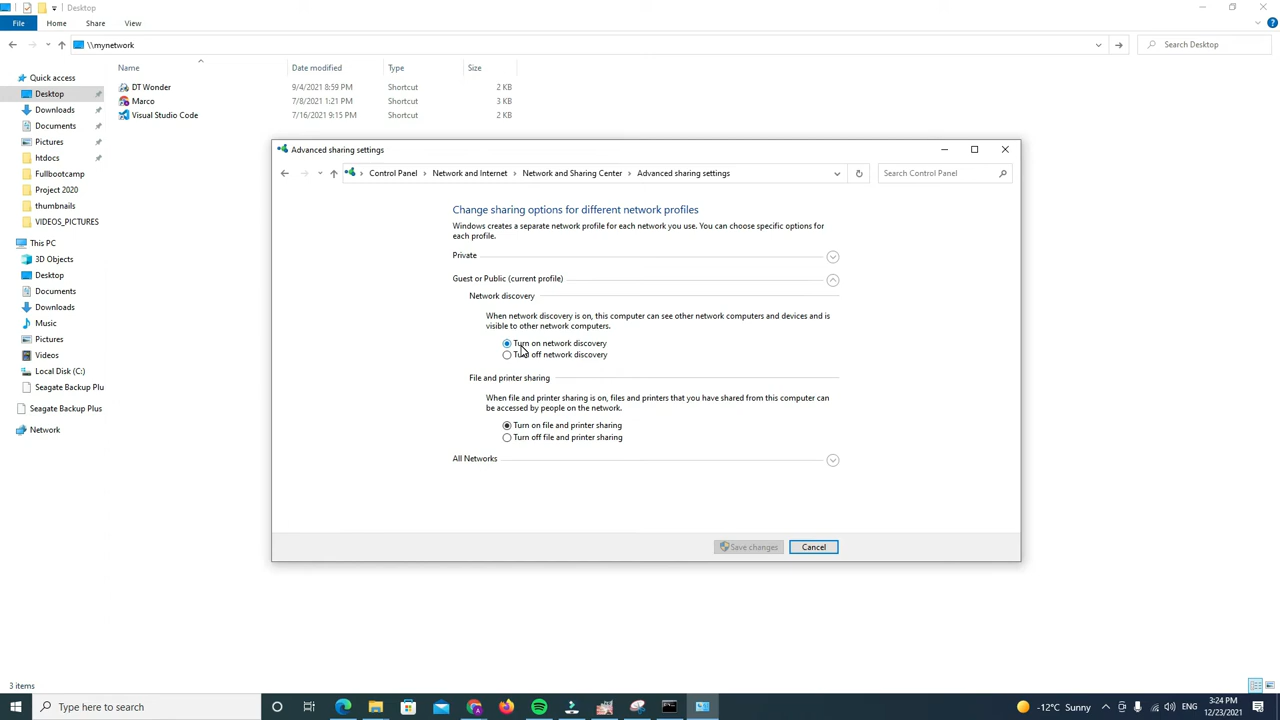 Desktop
File Home Share View
\\mynetwork
Search Desktop
Name Date modified Type Size
Quick access
Desktop
Downloads
Documents
Pictures
htdocs
Fullbootcamp
Project 2020
thumbnails
VIDEOS_PICTURES
This PC
3D Objects
Desktop
Documents
Downloads
Music
Pictures
Videos
Local Disk (C:)
Seagate Backup Plu
Seagate Backup Plus
Network
DT Wonder 9/4/2021 8:59 PM Shortcut 2 KB
Marco 7/8/2021 1:21 PM Shortcut 3 KB
Visual Studio Code 7/16/2021 9:15 PM Shortcut 2 KB
Advanced sharing settings
Control Panel Network and Internet Network and Sharing Center Advanced sharing settings
Search Control Panel
Change sharing options for different network profiles
Windows creates a separate network profile for each network you use. You can choose specific options for
each profile.
Private
Guest or Public (current profile)
Network discovery
When network discovery is on, this computer can see other network computers and devices and is
visible to other network computers.
Turn on network discovery
Turn off network discovery
File and printer sharing
When file and printer sharing is on, files and printers that you have shared from this computer can
be accessed by people on the network.
Turn on file and printer sharing
Turn off file and printer sharing
All Networks
Save changes Cancel
3 items
Type here to search
-12°C Sunny
ENG
3:24 PM
12/23/2021